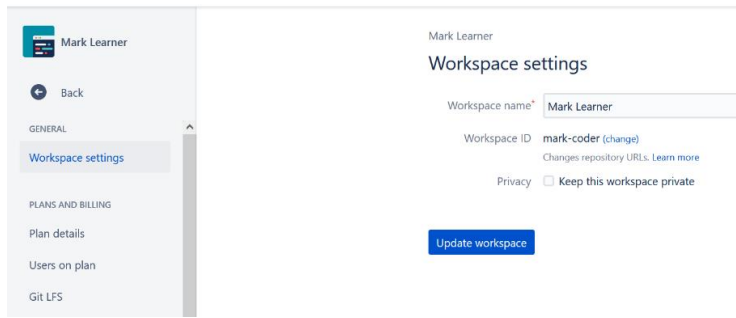 Mark Learner
Back
GENERAL
Workspace settings
PLANS AND BILLING
Plan details
Users on plan
Git LFS
Mark Learner
Workspace settings
Workspace name* Mark Learner
Workspace ID mark-coder (change)
Changes repository URLs. Learn more
Privacy Keep this workspace private
Update workspace